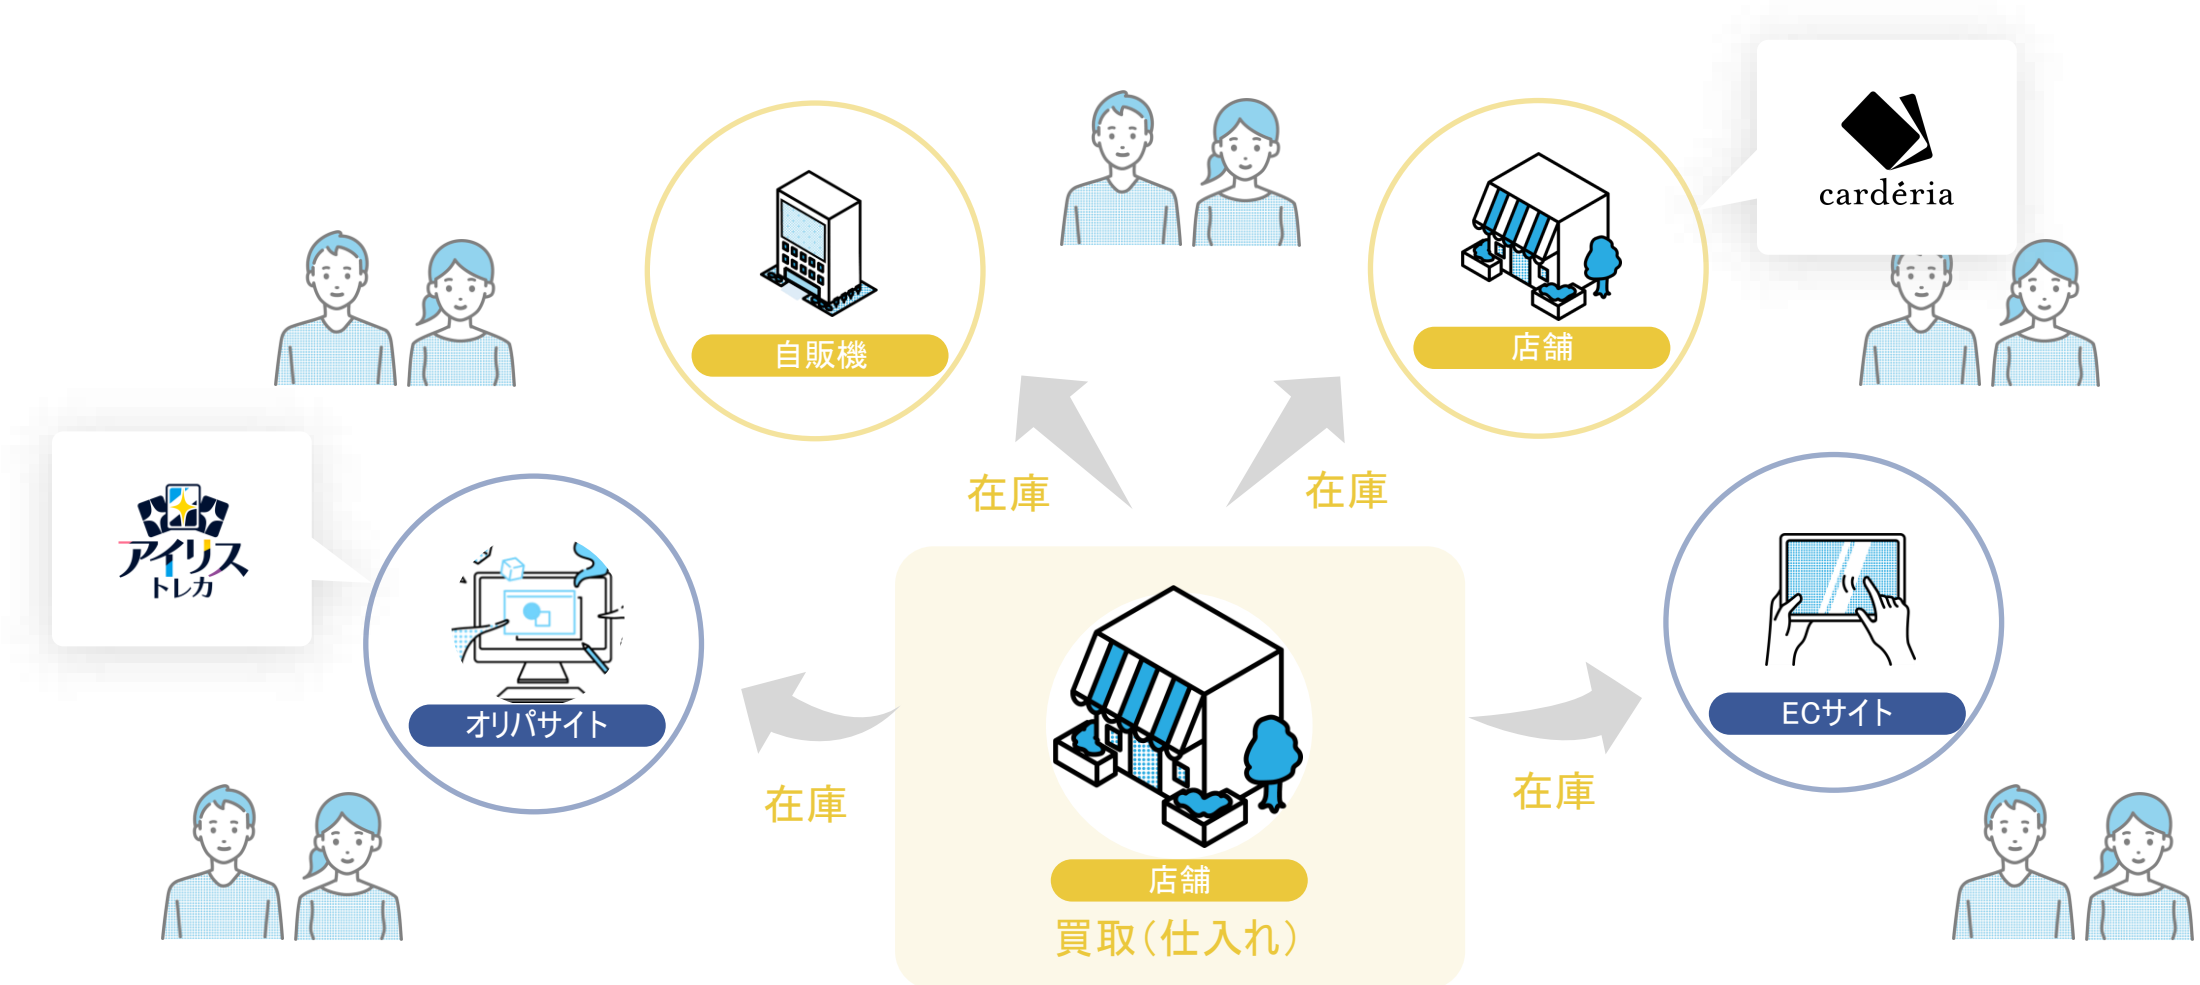 cardéria
自販機
店舗
在庫
在庫
アイリス
トレカ
オリパサイト
ECサイト
在庫
在庫
店舗
買取（仕入れ）